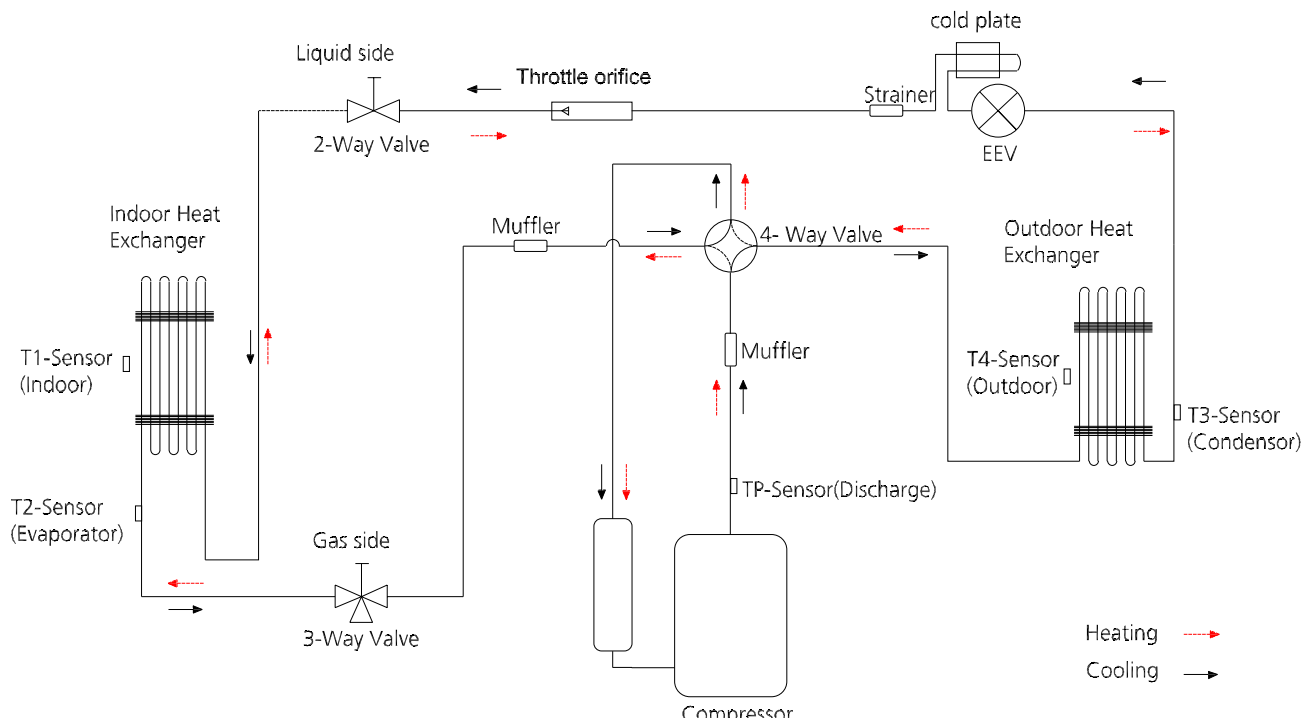 cold plate
Liquid side
Throttle orifice
Strainer
2-Way Valve
EEV
Indoor Heat
Exchanger
Muffler
4- Way Valve
Outdoor Heat
Exchanger
T1-Sensor
(Indoor)
Muffler
T4-Sensor
(Outdoor)
T3-Sensor
(Condensor)
T2-Sensor
(Evaporator)
TP-Sensor(Discharge)
Gas side
3-Way Valve
Heating
Cooling
Compressor